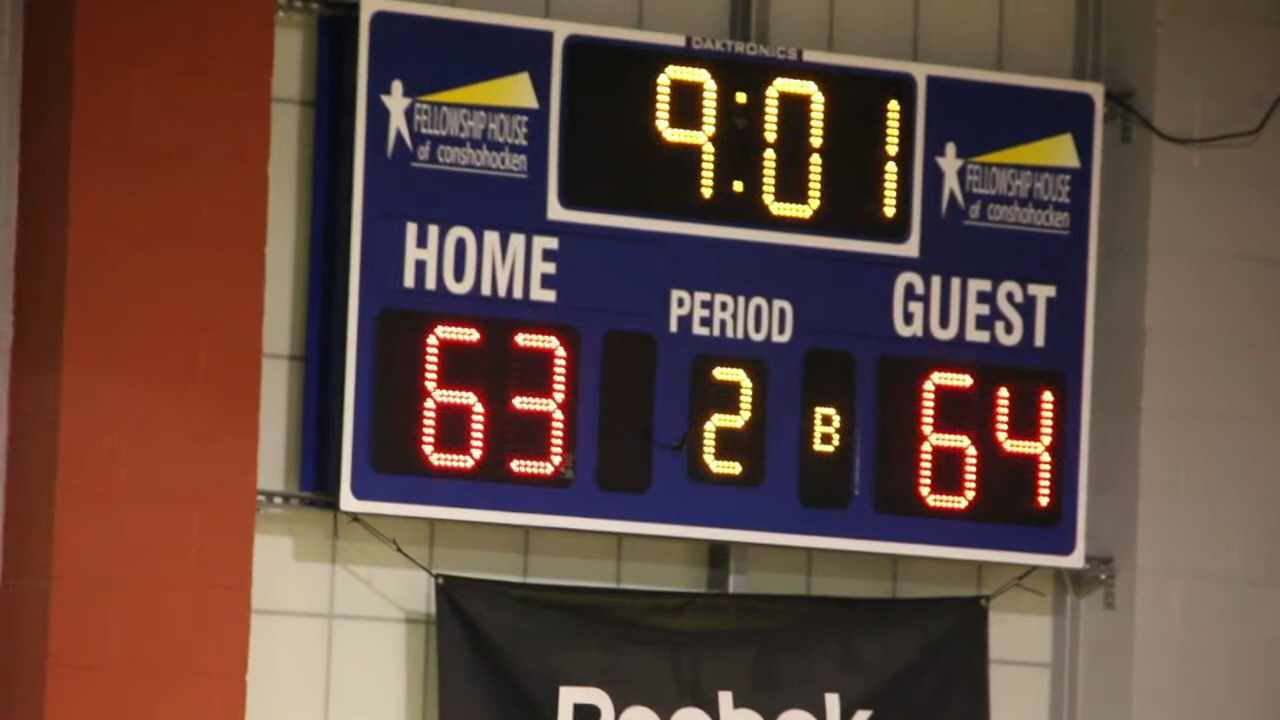 DAKTRONICS
9:01
FELLOWSHIP HOUSE
of conshohocken
FELLOWSHIP HOUSE
of conshohocken
HOME
PERIOD
GUEST
63
2
B
64
Reebok